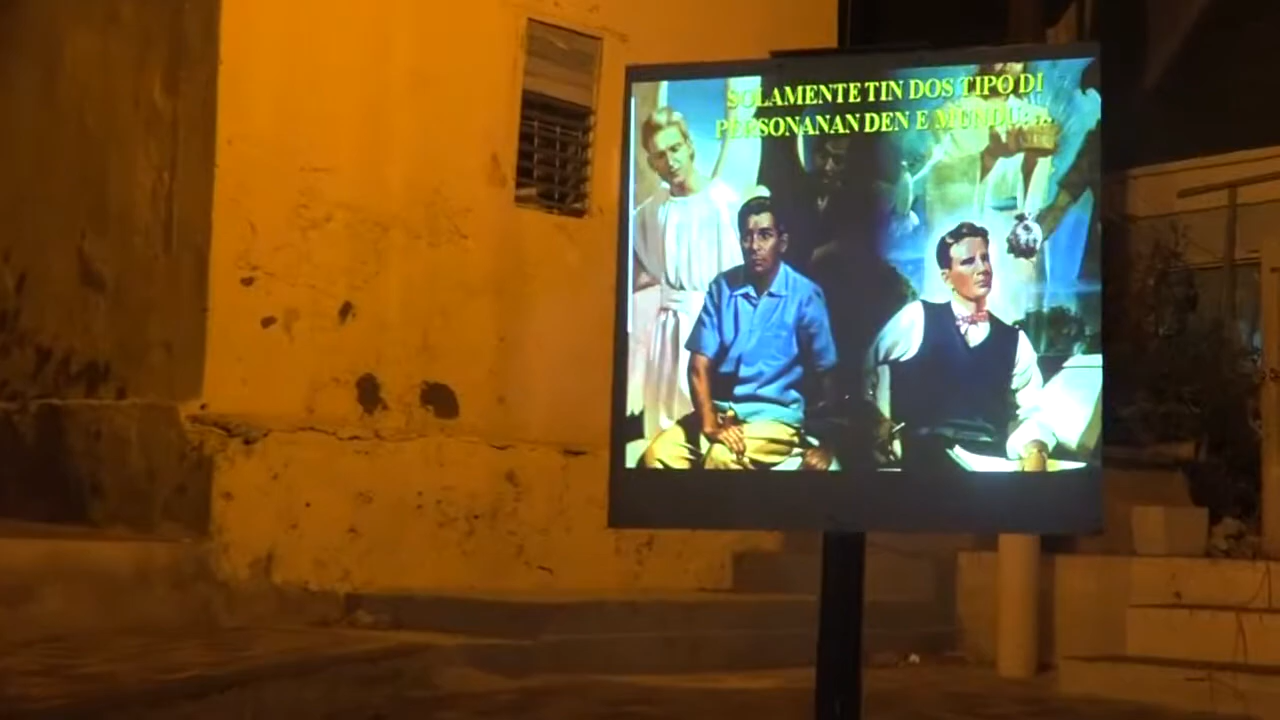 SOLAMENTE TIN DOS TIPO DI
PERSONANAN DEN E MUNDU...